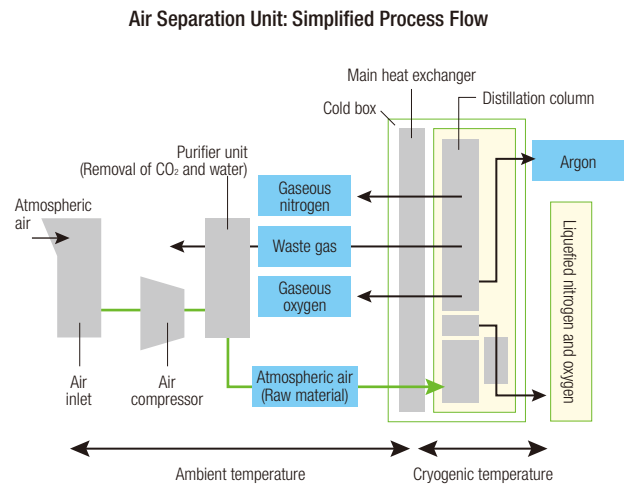 Air Separation Unit: Simplified Process Flow
Main heat exchanger
Cold box
Distillation column
Purifier unit
(Removal of CO₂ and water)
Argon
Gaseous
nitrogen
Atmospheric
air
Waste gas
Gaseous
oxygen
Liquefied nitrogen and oxygen
Air
inlet
Air
compressor
Atmospheric air
(Raw material)
Ambient temperature
Cryogenic temperature